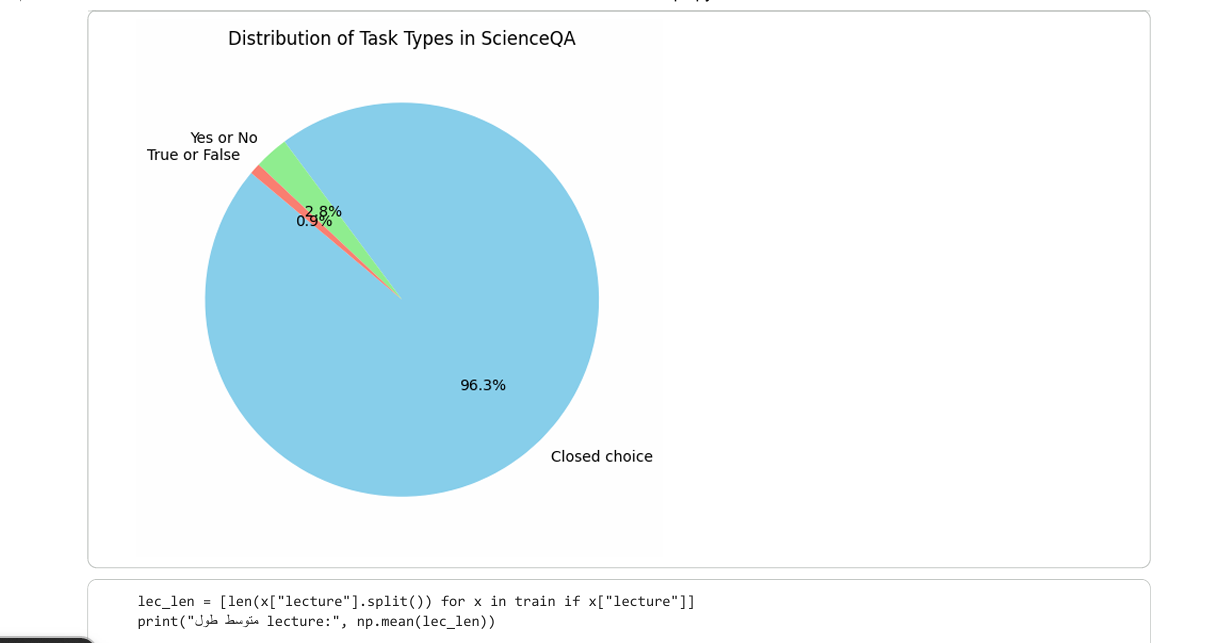 Distribution of Task Types in ScienceQA
Yes or No
True or False
2.8%
0.9%
96.3%
Closed choice
lec_len = [len(x["lecture"].split()) for x in train if x["lecture"]]
print("متوسط طول lecture:", np.mean(lec_len))